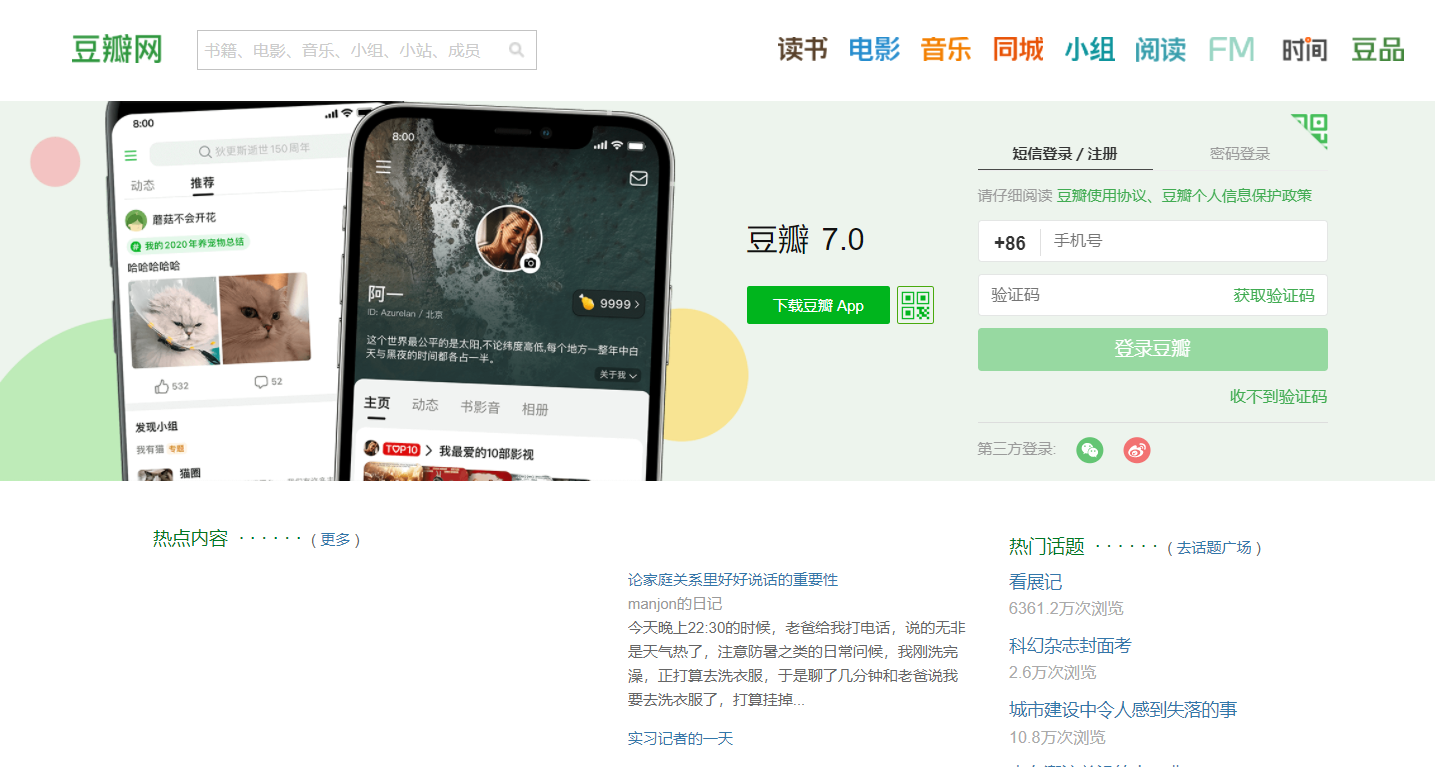 豆瓣网
书籍、电影、音乐、小组、小站、成员
读书 电影 音乐 同城 小组 阅读 FM 时间 豆品
8:00
狄更斯逝世150周年
动态 推荐
蘑菇不会开花
我的2020年养宠物总结
哈哈哈哈哈
532 52
发现小组
我有猫 专题
猫圈
8:00
阿一
ID: Azurelan / 北京
9999
这个世界最公平的是太阳,不论纬度高低,每个地方一整年中白
天与黑夜的时间都各占一半。
关于我
主页 动态 书影音 相册
TOP10 我最爱的10部影视
豆瓣 7.0
下载豆瓣 App
短信登录 / 注册 密码登录
请仔细阅读 豆瓣使用协议、豆瓣个人信息保护政策
+86 手机号
验证码 获取验证码
登录豆瓣
收不到验证码
第三方登录:
热点内容 · · · · · · ( 更多 )
论家庭关系里好好说话的重要性
manjon的日记
今天晚上22:30的时候，老爸给我打电话，说的无非
是天气热了，注意防暑之类的日常问候，我刚洗完
澡，正打算去洗衣服，于是聊了几分钟和老爸说我
要去洗衣服了，打算挂掉...
实习记者的一天
热门话题 · · · · · · ( 去话题广场 )
看展记
6361.2万次浏览
科幻杂志封面考
2.6万次浏览
城市建设中令人感到失落的事
10.8万次浏览